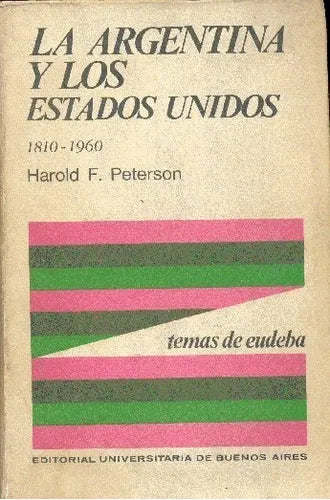 LA ARGENTINA
Y LOS
ESTADOS UNIDOS
1810-1960
Harold F. Peterson
temas de eudeba
EDITORIAL UNIVERSITARIA DE BUENOS AIRES